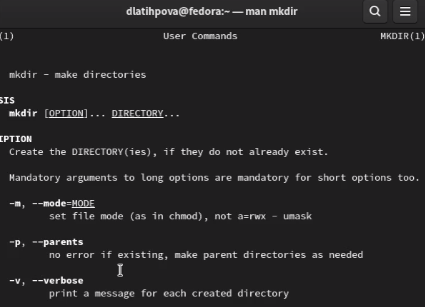 dlatihpova@fedora:~ — man mkdir
(1) User Commands MKDIR(1)
mkdir - make directories
SIS
mkdir [OPTION]... DIRECTORY...
IPTION
Create the DIRECTORY(ies), if they do not already exist.
Mandatory arguments to long options are mandatory for short options too.
-m, --mode=MODE
set file mode (as in chmod), not a=rwx - umask
-p, --parents
no error if existing, make parent directories as needed
-v, --verbose
print a message for each created directory